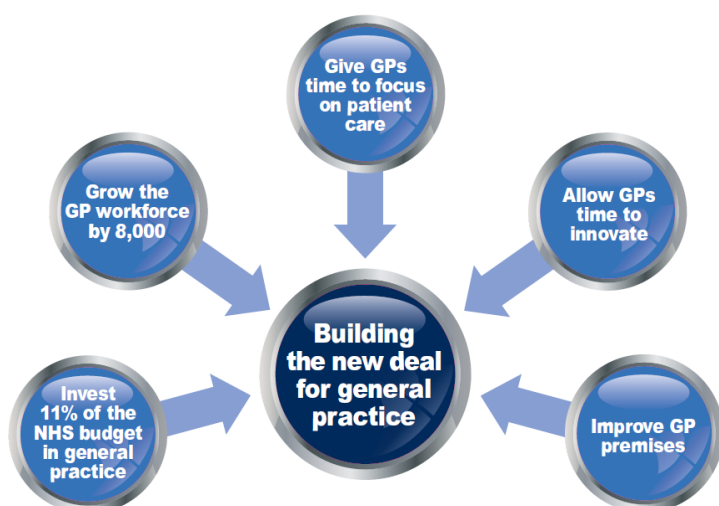 Give GPs
time to focus
on patient
care
Grow the
GP workforce
by 8,000
Allow GPs
time to
innovate
Building
the new deal
for general
practice
Invest
11% of the
NHS budget
in general
practice
Improve GP
premises